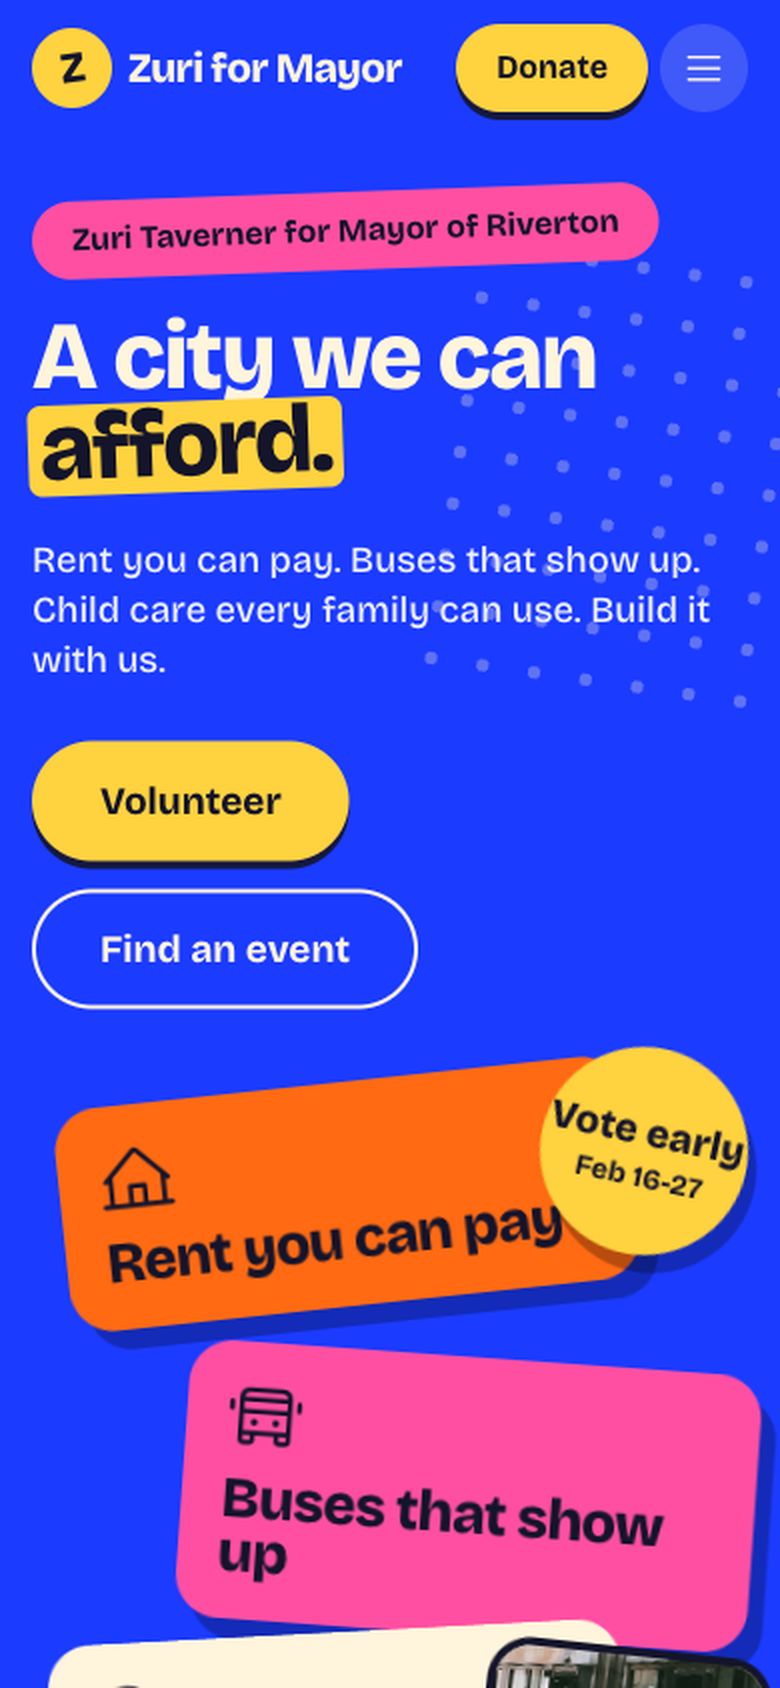 Z
Zuri for Mayor
Donate
Zuri Taverner for Mayor of Riverton
A city we can
afford.
Rent you can pay. Buses that show up.
Child care every family can use. Build it
with us.
Volunteer
Find an event
Vote early
Feb 16-27
Rent you can pay
Buses that show
up